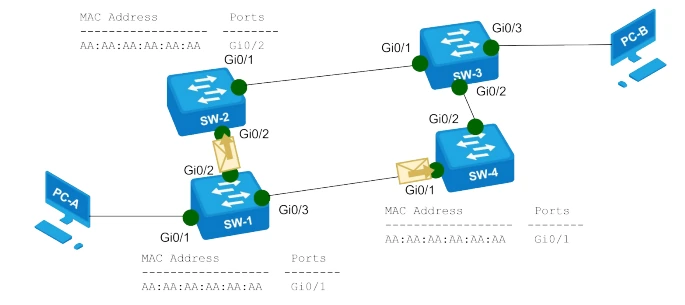 MAC Address Ports
-------------------- -------
AA:AA:AA:AA:AA:AA Gi0/2
Gi0/1
SW-2
Gi0/2
Gi0/1
Gi0/3
SW-3
Gi0/2
PC-B
Gi0/2
SW-4
Gi0/1
Gi0/2
SW-1
Gi0/3
Gi0/1
PC-A
MAC Address Ports
-------------------- -------
AA:AA:AA:AA:AA:AA Gi0/1
MAC Address Ports
-------------------- -------
AA:AA:AA:AA:AA:AA Gi0/1